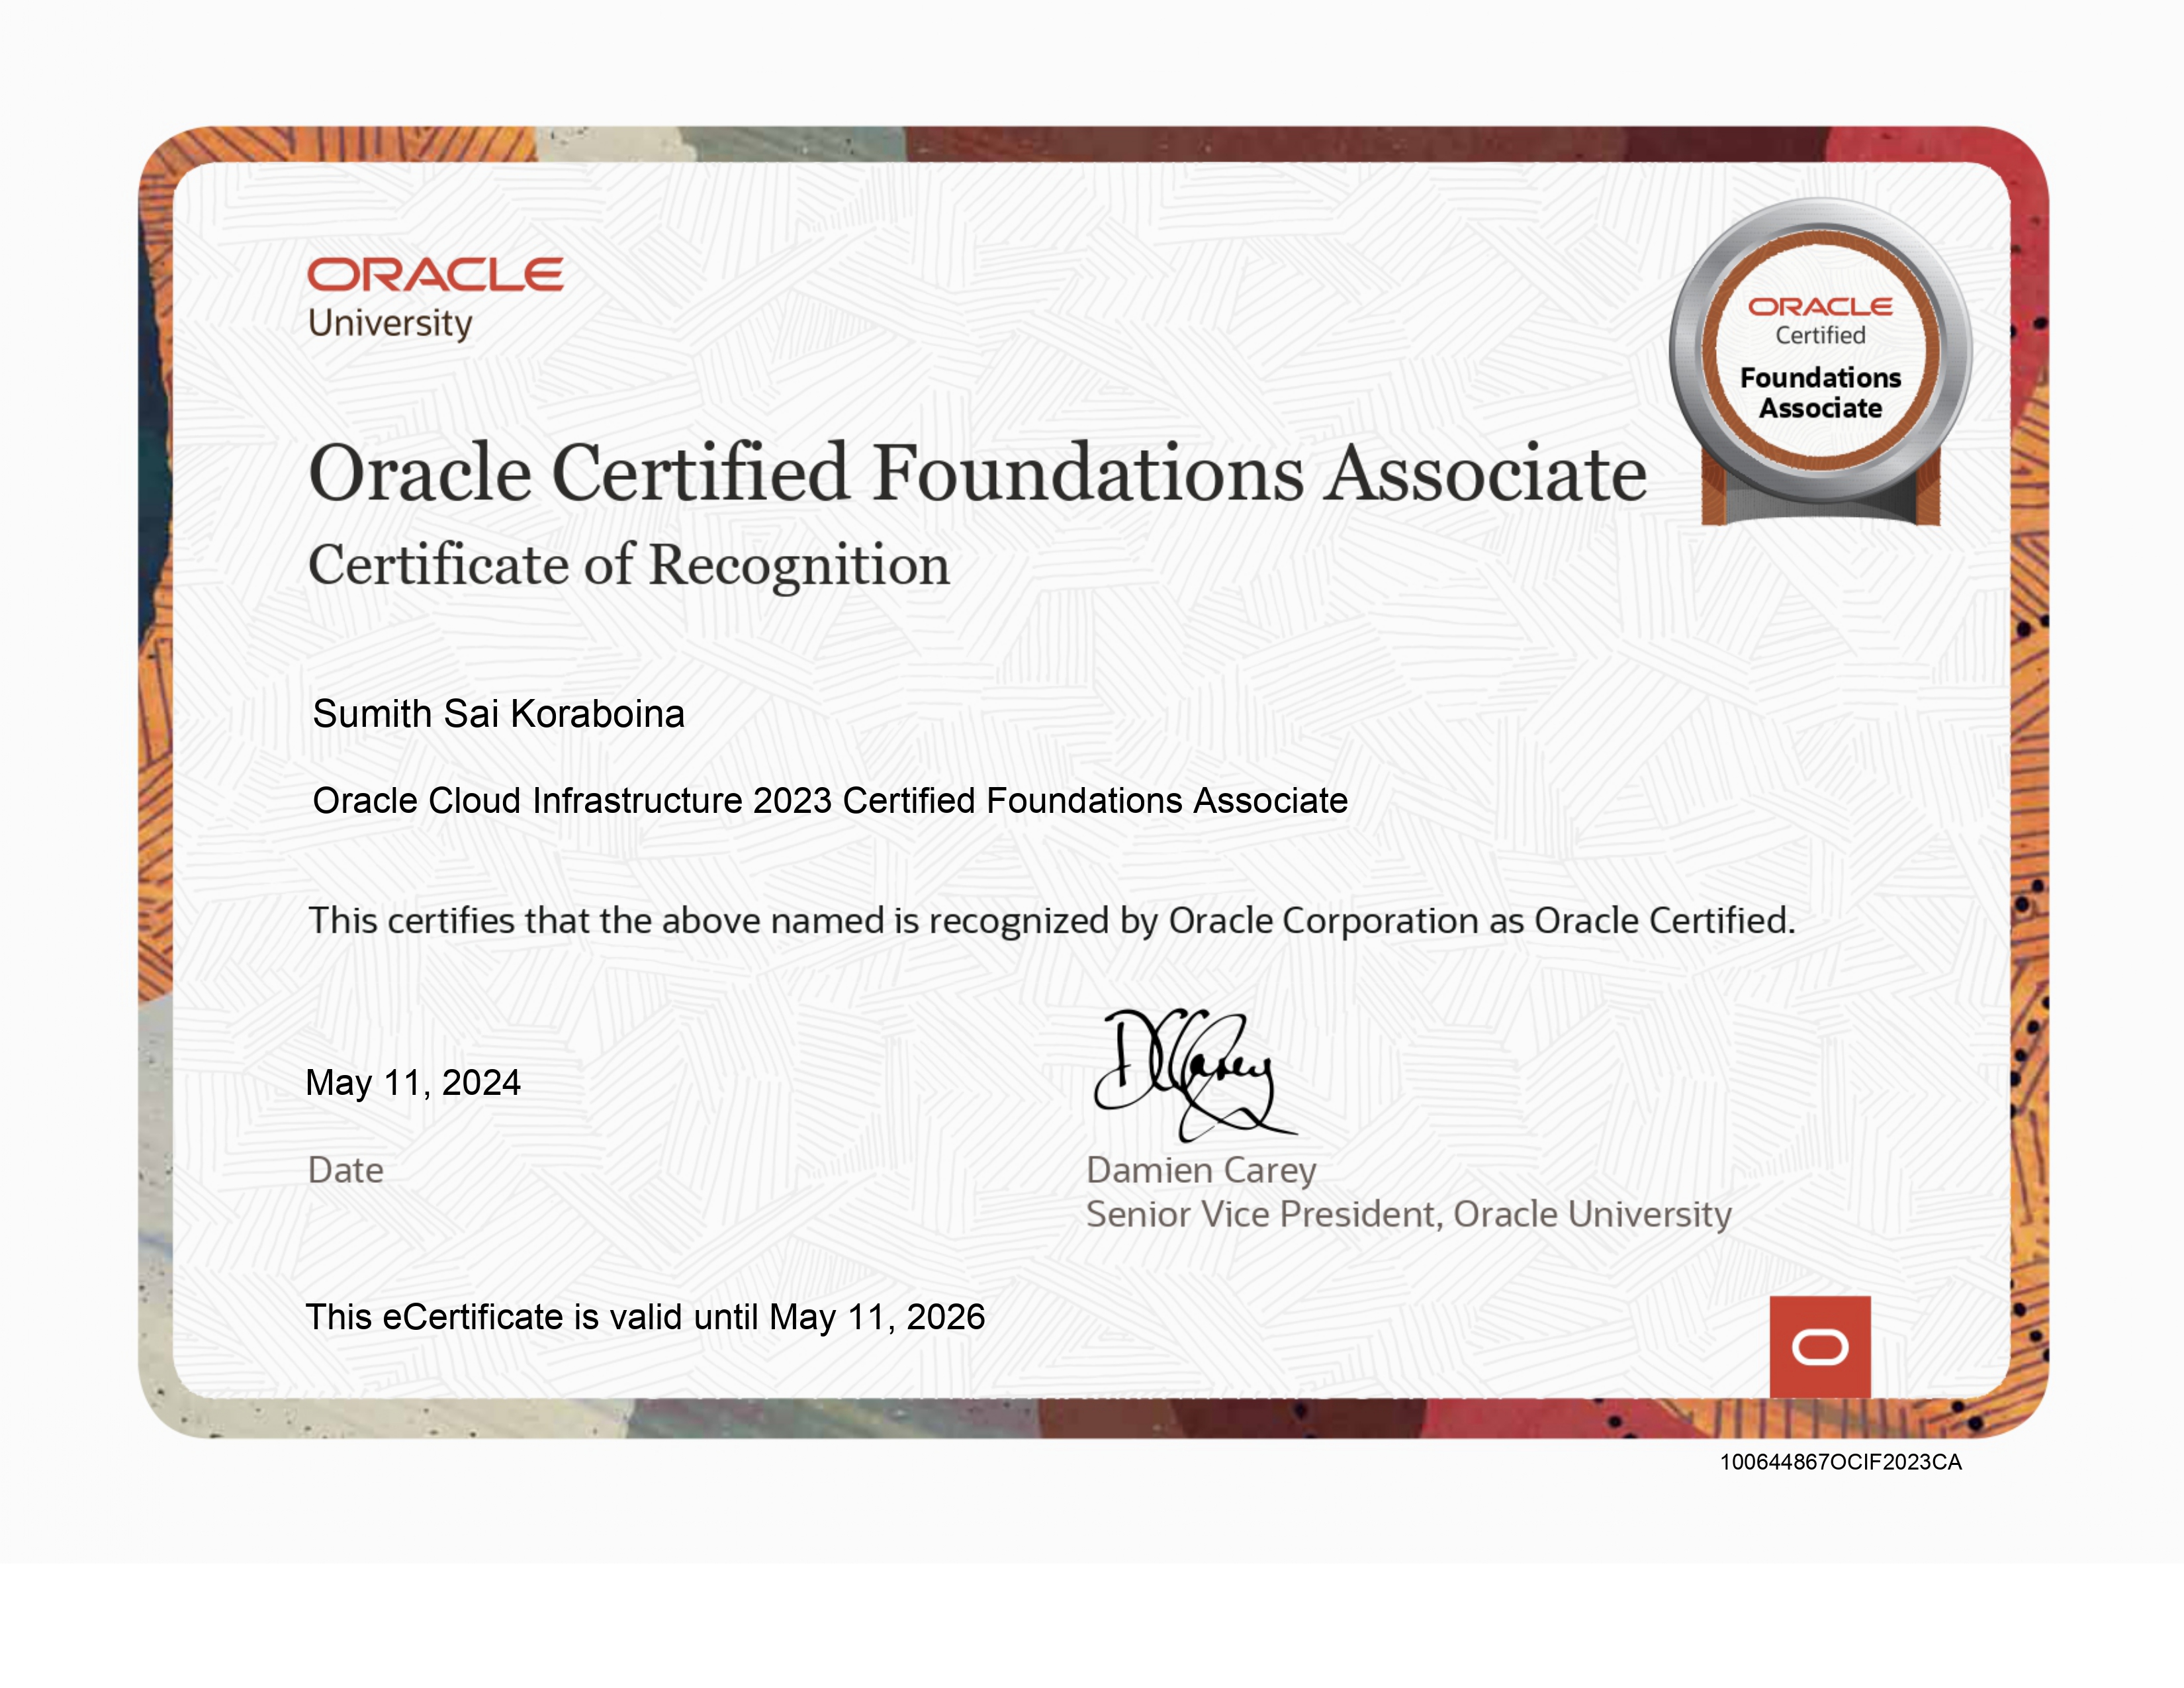 ORACLE
University
ORACLE
Certified
Foundations
Associate
Oracle Certified Foundations Associate
Certificate of Recognition
Sumith Sai Koraboina
Oracle Cloud Infrastructure 2023 Certified Foundations Associate
This certifies that the above named is recognized by Oracle Corporation as Oracle Certified.
DCCarey
May 11, 2024
Date
Damien Carey
Senior Vice President, Oracle University
This eCertificate is valid until May 11, 2026
100644867OCIF2023CA